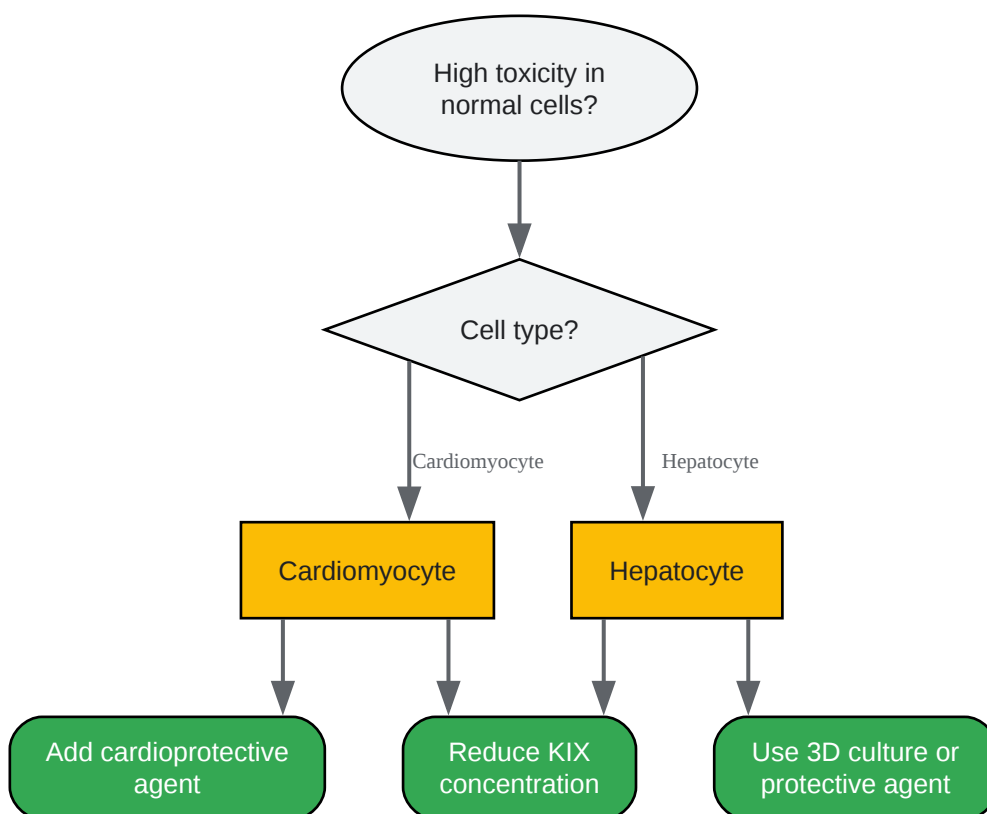 High toxicity in
normal cells?
Cell type?
Cardiomyocyte
Hepatocyte
Cardiomyocyte
Hepatocyte
Add cardioprotective
agent
Reduce KIX
concentration
Use 3D culture or
protective agent